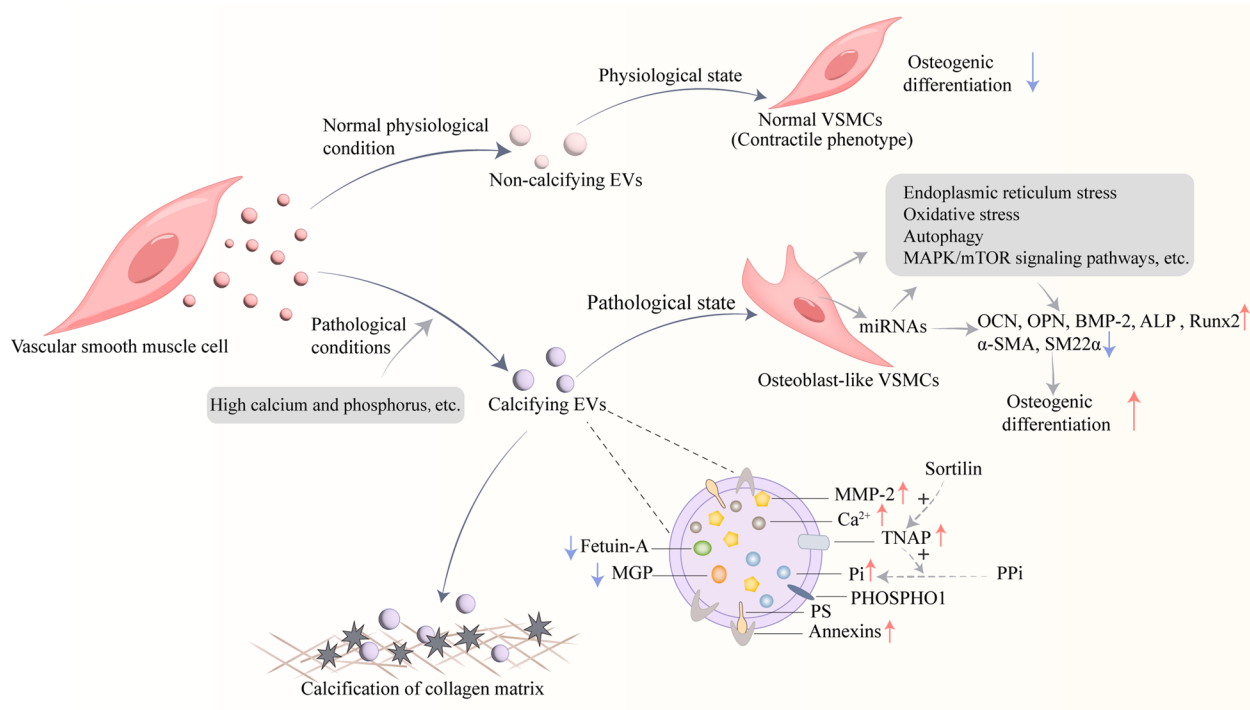 Physiological state
Osteogenic
differentiation
Normal VSMCs
(Contractile phenotype)
Normal physiological
condition
Non-calcifying EVs
Vascular smooth muscle cell
Pathological
conditions
High calcium and phosphorus, etc.
Calcifying EVs
Pathological state
Osteoblast-like VSMCs
Endoplasmic reticulum stress
Oxidative stress
Autophagy
MAPK/mTOR signaling pathways, etc.
miRNAs
OCN, OPN, BMP-2, ALP , Runx2
α-SMA, SM22α
Osteogenic
differentiation
Sortilin
MMP-2
+
Ca²⁺
TNAP
+
Fetuin-A
MGP
Pi
PPi
PHOSPHO1
PS
Annexins
Calcification of collagen matrix